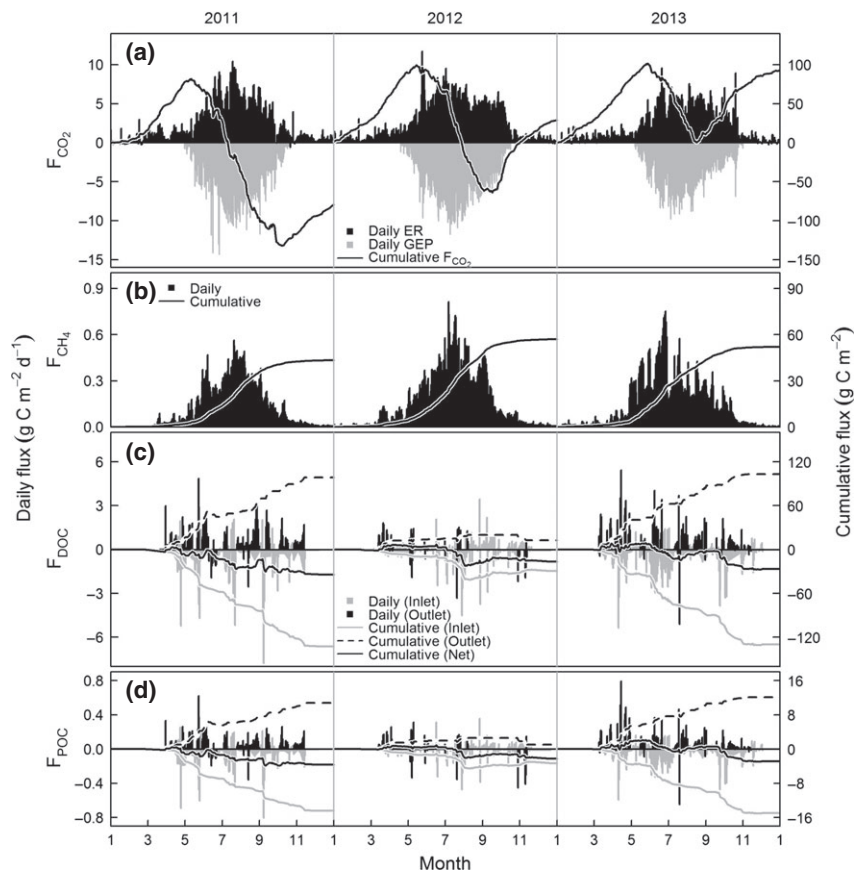 2011 2012 2013
(a)
10 100
5 50
0 0
−5 −50
−10 −100
−15 −150
F_CO2
Daily ER
Daily GEP
Cumulative F_CO2
(b)
Daily
Cumulative
0.9 90
0.6 60
0.3 30
0.0 0
F_CH4
Daily flux (g C m−2 d−1)
Cumulative flux (g C m−2)
(c)
6 120
3 60
0 0
−3 −60
−6 −120
F_DOC
Daily (Inlet)
Daily (Outlet)
Cumulative (Inlet)
Cumulative (Outlet)
Cumulative (Net)
(d)
0.8 16
0.4 8
0.0 0
−0.4 −8
−0.8 −16
F_POC
1 3 5 7 9 11 1 3 5 7 9 11 1 3 5 7 9 11 1
Month